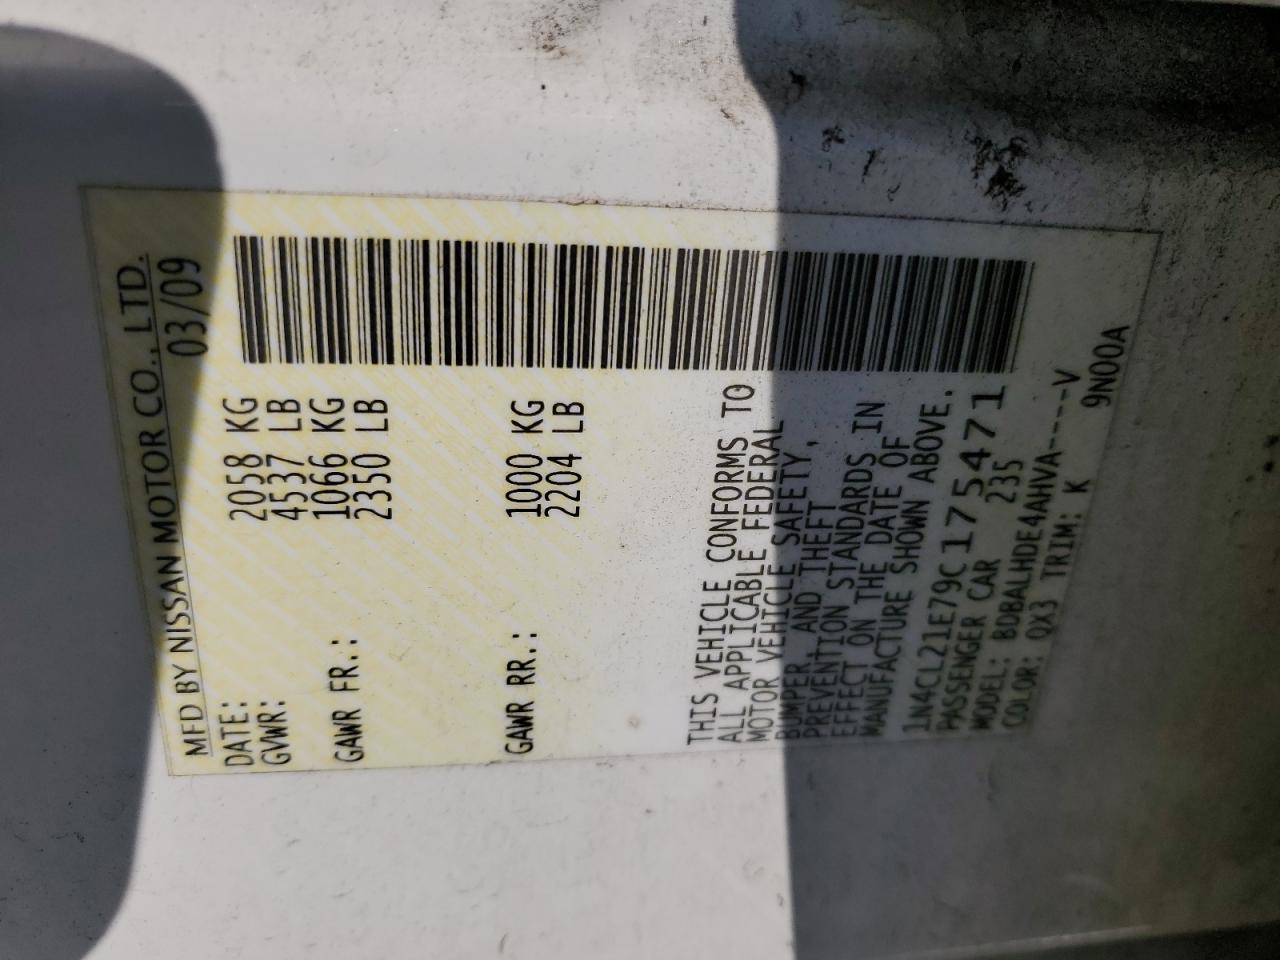 MFD BY NISSAN MOTOR CO., LTD.
DATE: 03/09
GVWR: 2058 KG
4537 LB
GAWR FR.: 1066 KG
2350 LB
GAWR RR.: 1000 KG
2204 LB
THIS VEHICLE CONFORMS TO
ALL APPLICABLE FEDERAL
MOTOR VEHICLE SAFETY,
BUMPER, AND THEFT
PREVENTION STANDARDS IN
EFFECT ON THE DATE OF
MANUFACTURE SHOWN ABOVE.
1N4CL21E79C175471
PASSENGER CAR 235
MODEL: BDBALHDE4AHVA----V
COLOR: QX3 TRIM: K
9N00A